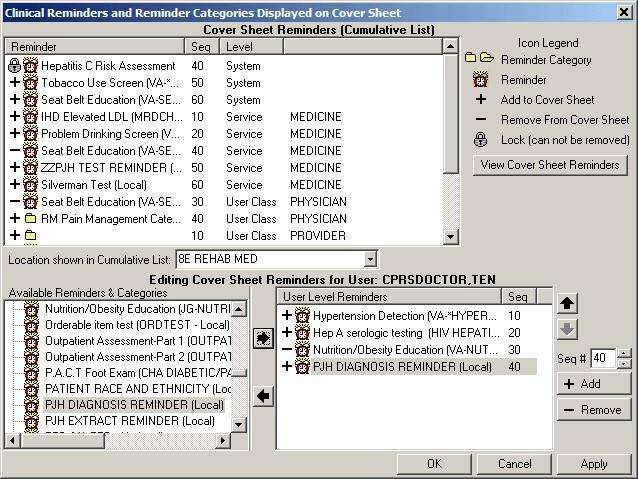 Clinical Reminders and Reminder Categories Displayed on Cover Sheet
Cover Sheet Reminders (Cumulative List)
Reminder Seq Level
Hepatitis C Risk Assessment 40 System
Tobacco Use Screen (VA-*... 50 System
Seat Belt Education (VA-SE... 60 System
IHD Elevated LDL (MRDCH... 10 Service MEDICINE
Problem Drinking Screen (V... 20 Service MEDICINE
Seat Belt Education (VA-SE... 40 Service MEDICINE
ZZPJH TEST REMINDER (... 50 Service MEDICINE
Silverman Test (Local) 60 Service MEDICINE
Seat Belt Education (VA-SE... 30 User Class PHYSICIAN
RM Pain Management Cate... 40 User Class PHYSICIAN
10 User Class PROVIDER
Icon Legend
Reminder Category
Reminder
Add to Cover Sheet
Remove From Cover Sheet
Lock (can not be removed)
View Cover Sheet Reminders
Location shown in Cumulative List: 8E REHAB MED
Editing Cover Sheet Reminders for User: CPRSDOCTOR,TEN
Available Reminders & Categories
Nutrition/Obesity Education (JG-NUTRI
Orderable item test (ORDTEST - Local)
Outpatient Assessment-Part 1 (OUTPAT
Outpatient Assessment-Part 2 (OUTPAT
P.A.C.T Foot Exam (CHA DIABETIC/PA
PATIENT RACE AND ETHNICITY (Loc
PJH DIAGNOSIS REMINDER (Local)
PJH EXTRACT REMINDER (Local)
User Level Reminders Seq
Hypertension Detection (VA-*HYPER... 10
Hep A serologic testing (HIV HEPATI... 20
Nutrition/Obesity Education (VA-NUT... 30
PJH DIAGNOSIS REMINDER (Local) 40
Seq # 40
+ Add
− Remove
OK Cancel Apply